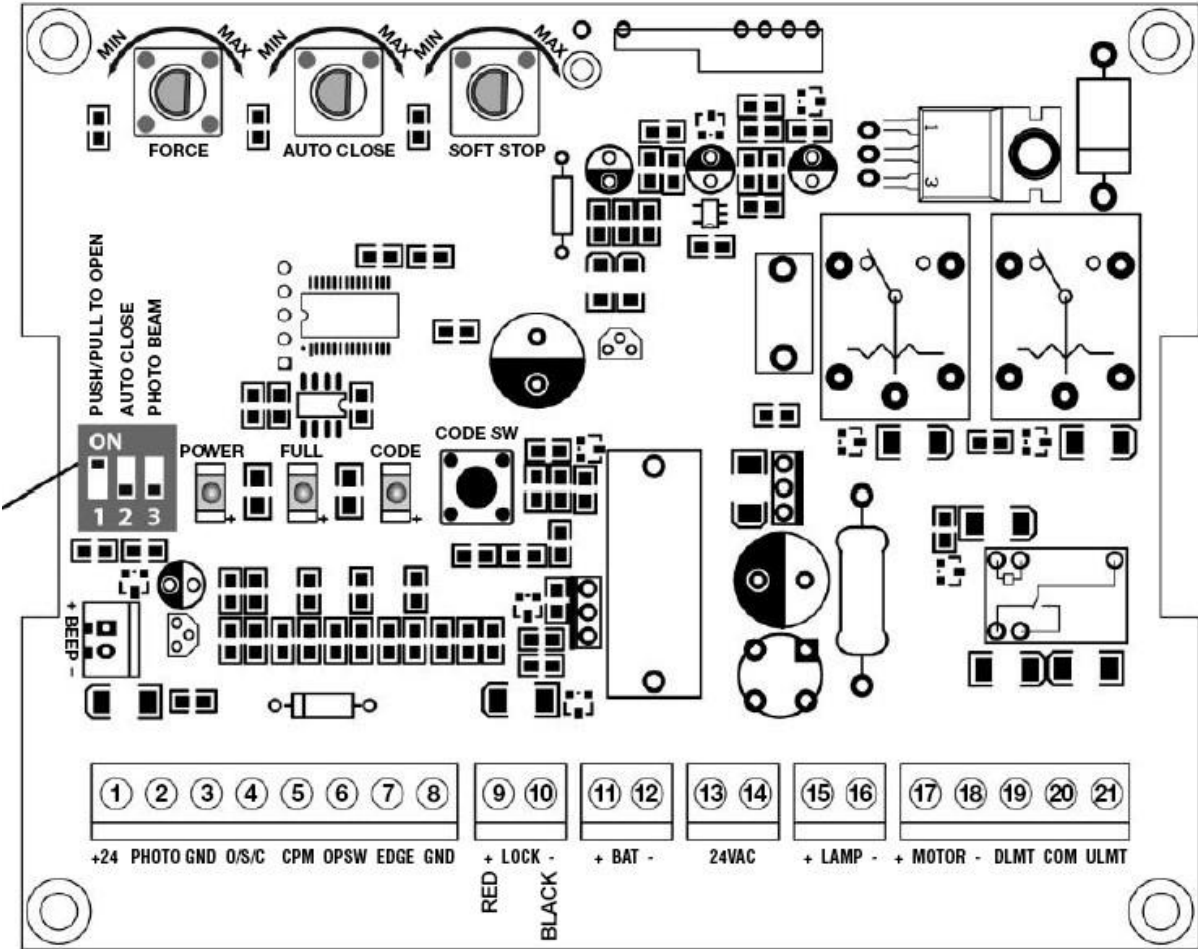 MIN MAX MIN MAX MIN MAX
FORCE AUTO CLOSE SOFT STOP
1
3
PUSH/PULL TO OPEN
AUTO CLOSE
PHOTO BEAM
ON
1 2 3
POWER FULL CODE CODE SW
+ + +
+ BEEP -
1 2 3 4 5 6 7 8 9 10 11 12 13 14 15 16 17 18 19 20 21
+24 PHOTO GND O/S/C CPM OPSW EDGE GND + LOCK - + BAT - 24VAC + LAMP - + MOTOR - DLMT COM ULMT
RED BLACK